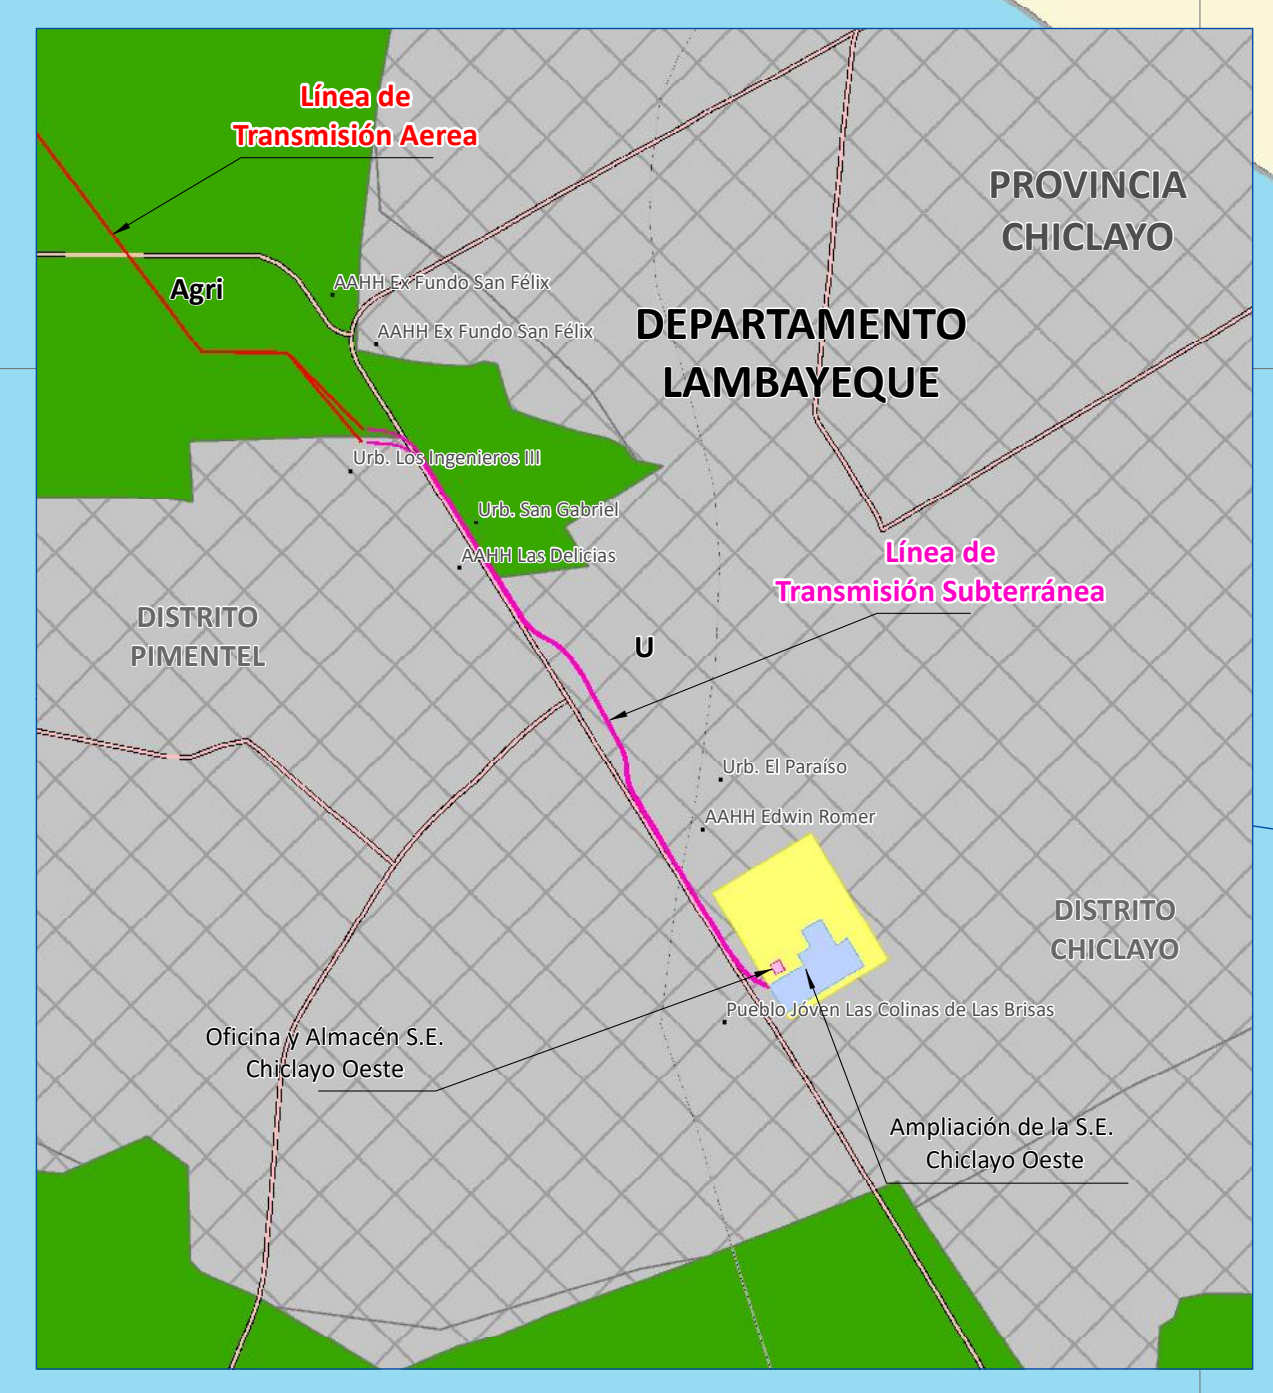 Línea de
Transmisión Aerea
PROVINCIA
CHICLAYO
Agri
AAHH Ex Fundo San Félix
AAHH Ex Fundo San Félix
DEPARTAMENTO
LAMBAYEQUE
Urb. Los Ingenieros III
Urb. San Gabriel
AAHH Las Delicias
Línea de
Transmisión Subterránea
DISTRITO
PIMENTEL
U
Urb. El Paraíso
AAHH Edwin Romer
DISTRITO
CHICLAYO
Pueblo Jóven Las Colinas de Las Brisas
Oficina y Almacén S.E.
Chiclayo Oeste
Ampliación de la S.E.
Chiclayo Oeste